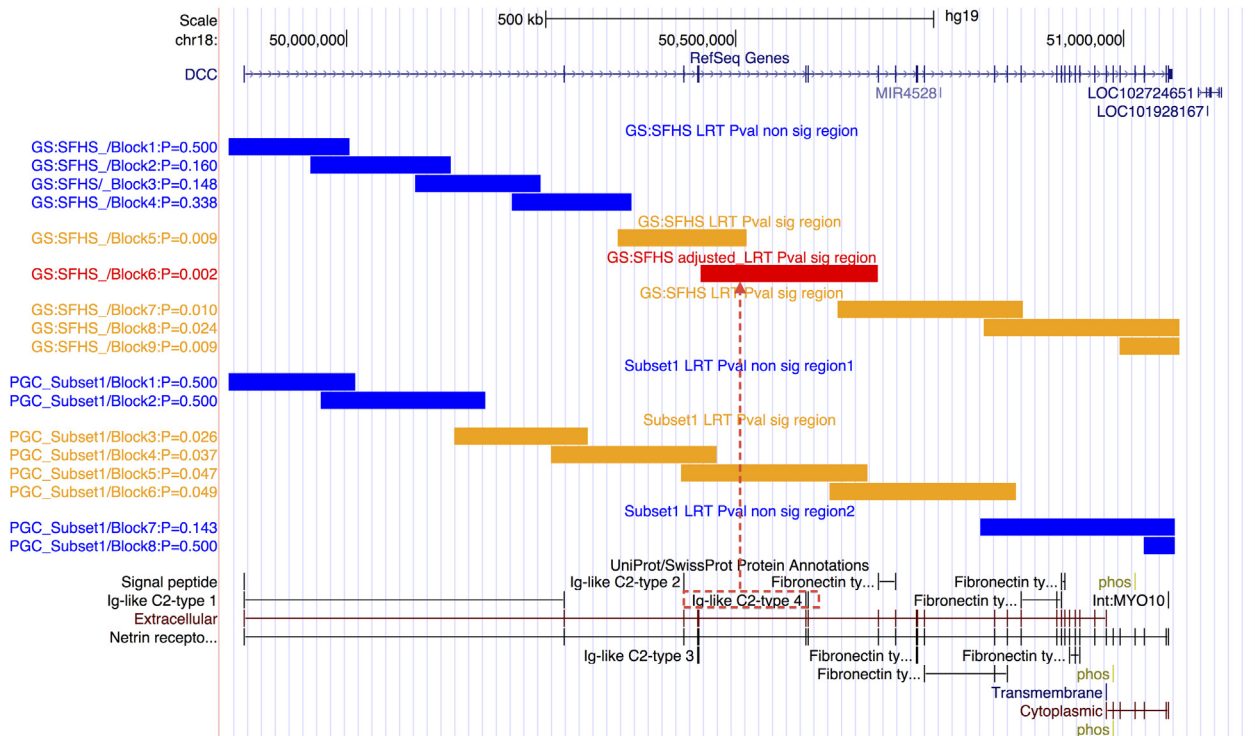 Scale 500 kb hg19
chr18: 50,000,000 50,500,000 51,000,000
RefSeq Genes
DCC
MIR4528 LOC102724651
LOC101928167
GS:SFHS LRT Pval non sig region
GS:SFHS_/Block1:P=0.500
GS:SFHS_/Block2:P=0.160
GS:SFHS/_Block3:P=0.148
GS:SFHS_/Block4:P=0.338
GS:SFHS LRT Pval sig region
GS:SFHS_/Block5:P=0.009
GS:SFHS adjusted_LRT Pval sig region
GS:SFHS_/Block6:P=0.002
GS:SFHS LRT Pval sig region
GS:SFHS_/Block7:P=0.010
GS:SFHS_/Block8:P=0.024
GS:SFHS_/Block9:P=0.009
Subset1 LRT Pval non sig region1
PGC_Subset1/Block1:P=0.500
PGC_Subset1/Block2:P=0.500
Subset1 LRT Pval sig region
PGC_Subset1/Block3:P=0.026
PGC_Subset1/Block4:P=0.037
PGC_Subset1/Block5:P=0.047
PGC_Subset1/Block6:P=0.049
Subset1 LRT Pval non sig region2
PGC_Subset1/Block7:P=0.143
PGC_Subset1/Block8:P=0.500
UniProt/SwissProt Protein Annotations
Signal peptide Ig-like C2-type 2 Fibronectin ty... Fibronectin ty... phos
Ig-like C2-type 1 Ig-like C2-type 4 Fibronectin ty... Int:MYO10
Extracellular
Netrin recepto...
Ig-like C2-type 3 Fibronectin ty... Fibronectin ty...
Fibronectin ty... phos
Transmembrane
Cytoplasmic
phos